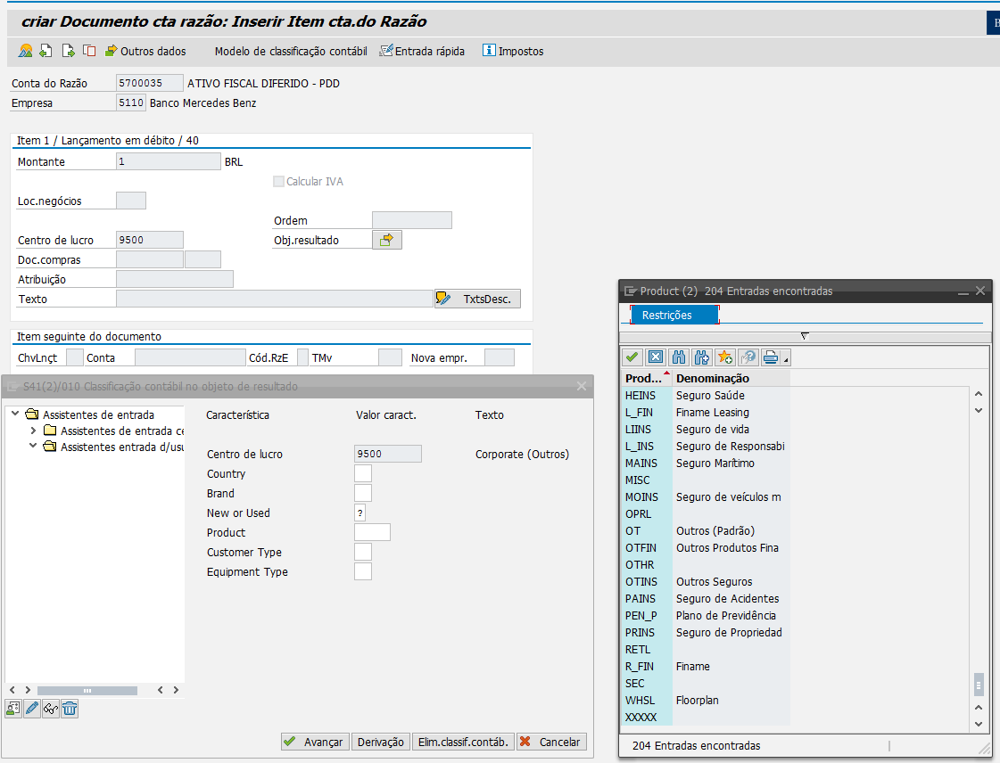 criar Documento cta razão: Inserir Item cta.do Razão
B
Outros dados Modelo de classificação contábil Entrada rápida Impostos
Conta do Razão 5700035 ATIVO FISCAL DIFERIDO - PDD
Empresa 5110 Banco Mercedes Benz
Item 1 / Lançamento em débito / 40
Montante 1 BRL
Calcular IVA
Loc.negócios
Ordem
Centro de lucro 9500 Obj.resultado
Doc.compras
Atribuição
Texto TxtsDesc.
Item seguinte do documento
ChvLnçt Conta Cód.RzE TMv Nova empr.
S41(2)/010 Classificação contábil no objeto de resultado
Assistentes de entrada
Assistentes de entrada ce
Assistentes entrada d/usu
Característica Valor caract. Texto
Centro de lucro 9500 Corporate (Outros)
Country
Brand
New or Used ?
Product
Customer Type
Equipment Type
Avançar Derivação Elim.classif.contáb. Cancelar
Product (2) 204 Entradas encontradas
Restrições
Prod... Denominação
HEINS Seguro Saúde
L_FIN Finame Leasing
LIINS Seguro de vida
L_INS Seguro de Responsabi
MAINS Seguro Marítimo
MISC
MOINS Seguro de veículos m
OPRL
OT Outros (Padrão)
OTFIN Outros Produtos Fina
OTHR
OTINS Outros Seguros
PAINS Seguro de Acidentes
PEN_P Plano de Previdência
PRINS Seguro de Propriedad
RETL
R_FIN Finame
SEC
WHSL Floorplan
XXXXX
204 Entradas encontradas